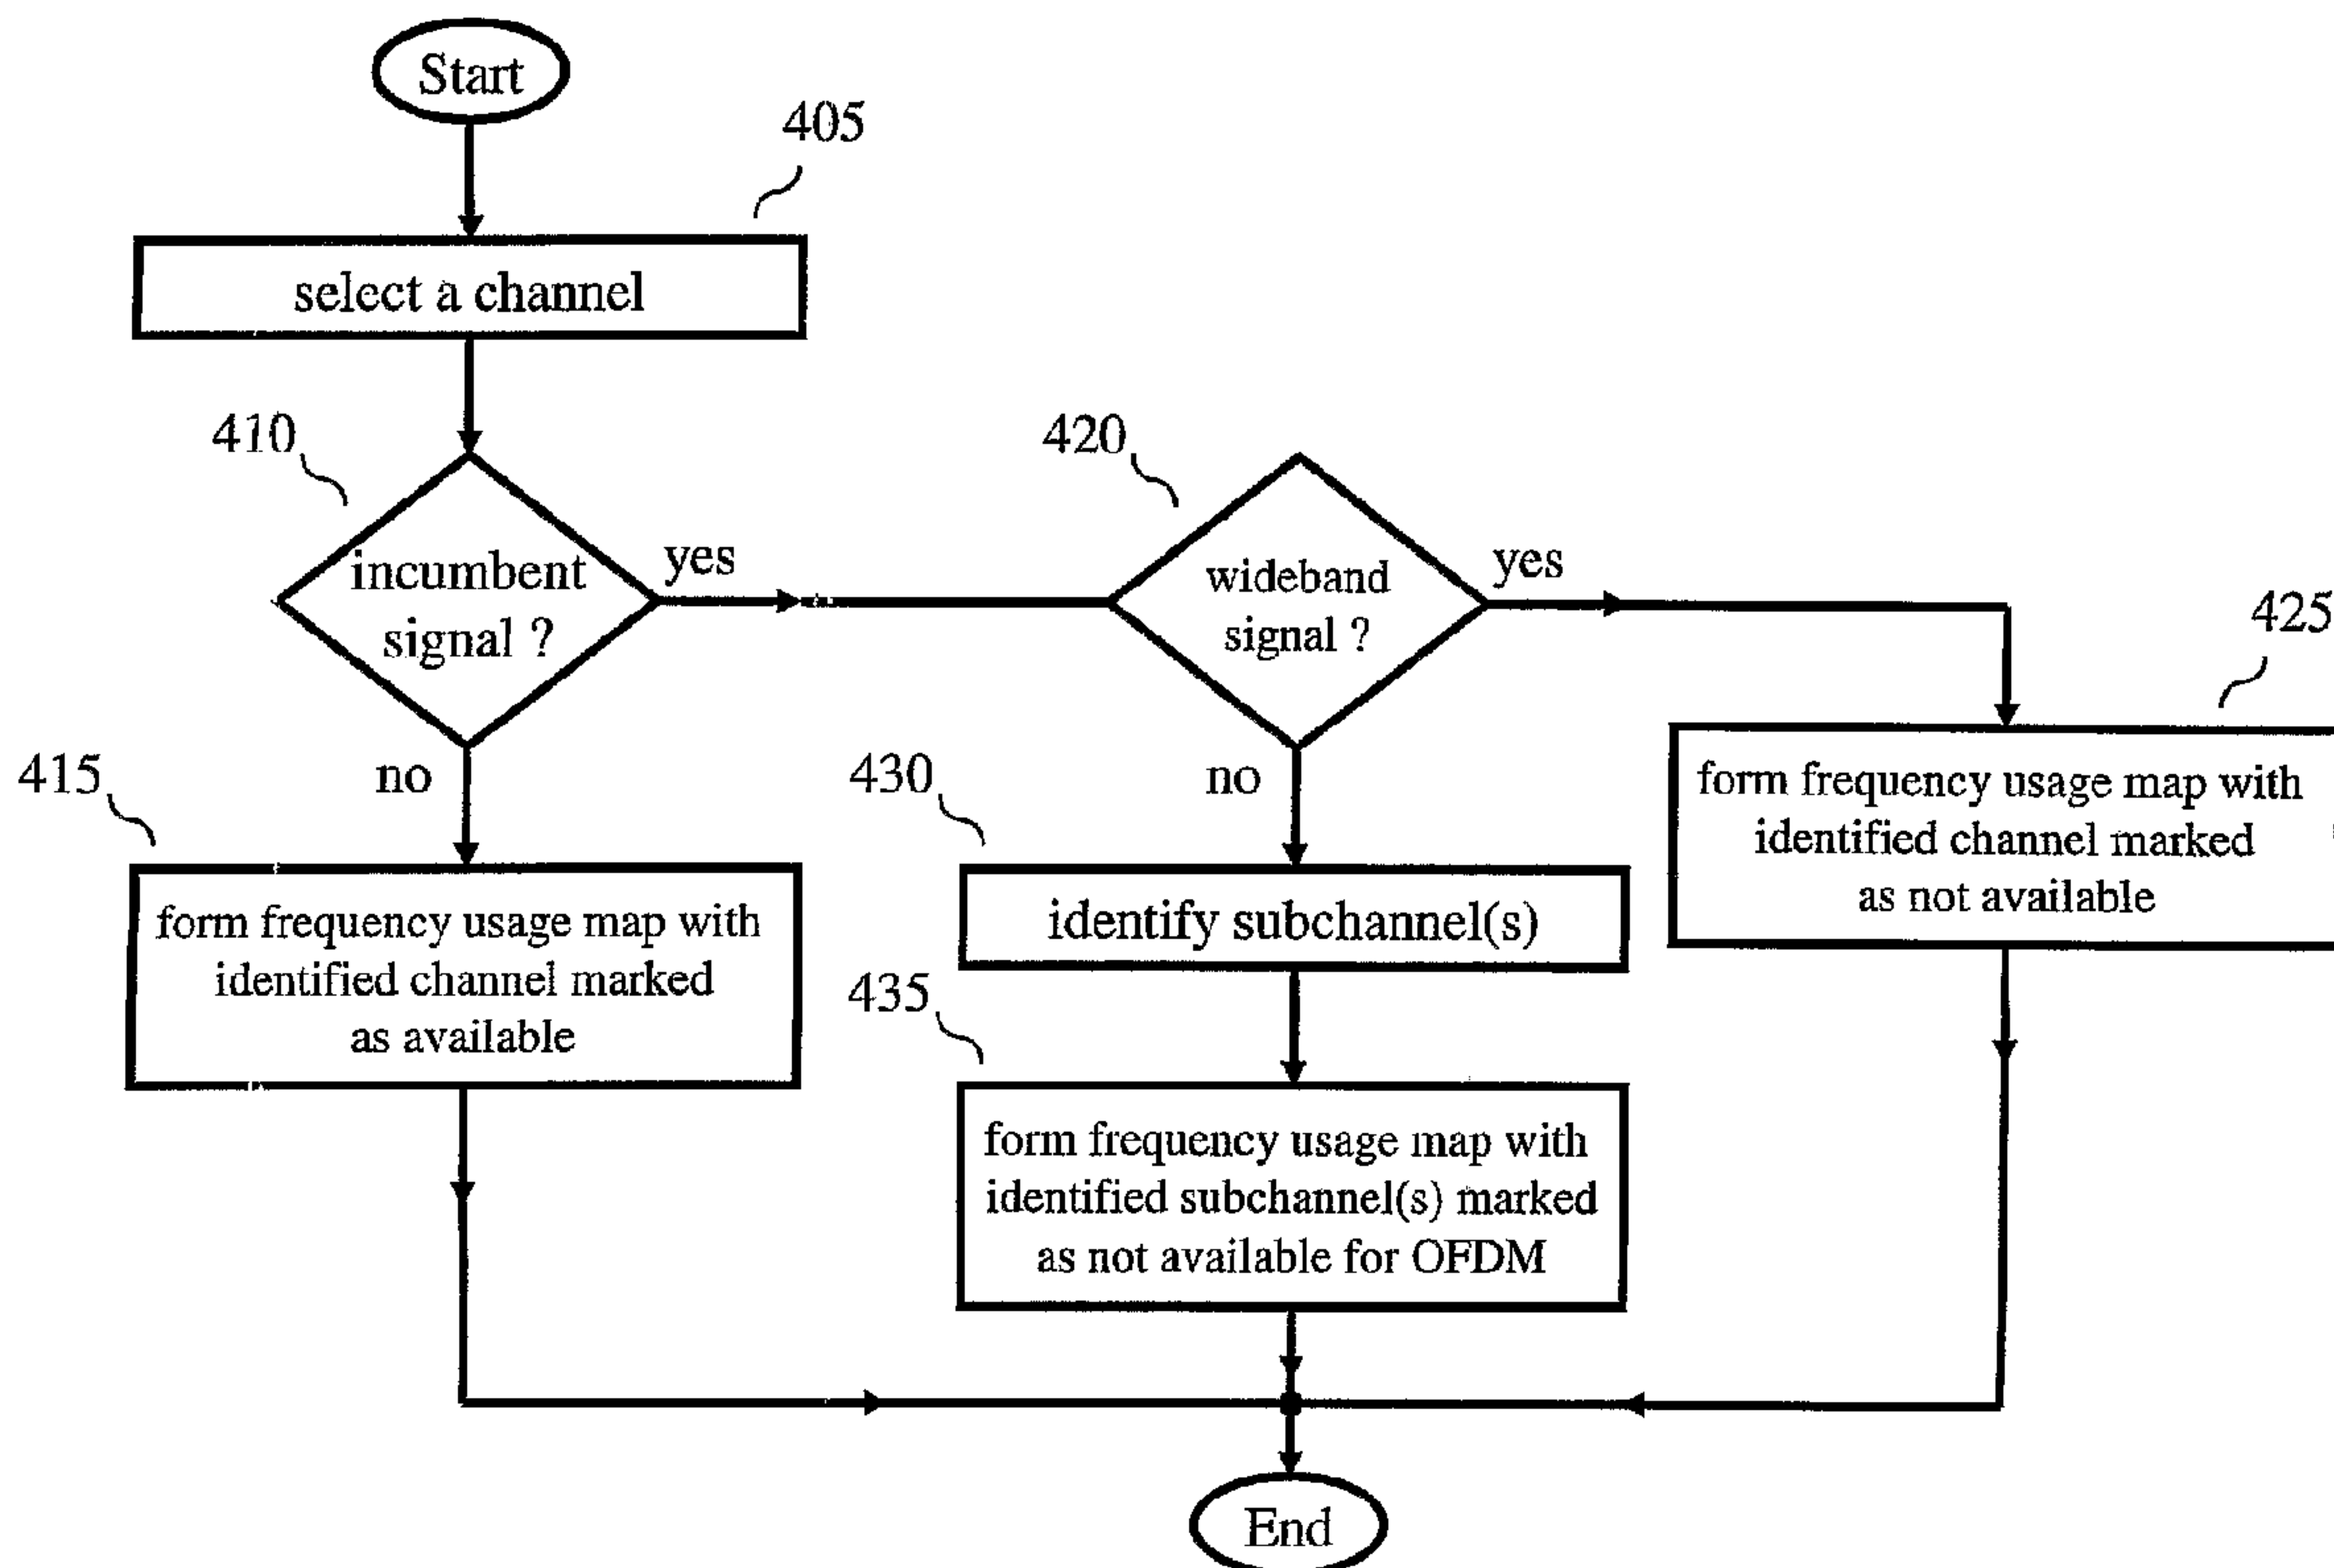 Start
405
select a channel
410
incumbent
signal ?
yes
420
wideband
signal ?
yes
425
no
415
form frequency usage map with
identified channel marked
as available
no
430
identify subchannel(s)
435
form frequency usage map with
identified subchannel(s) marked
as not available for OFDM
form frequency usage map with
identified channel marked
as not available
End